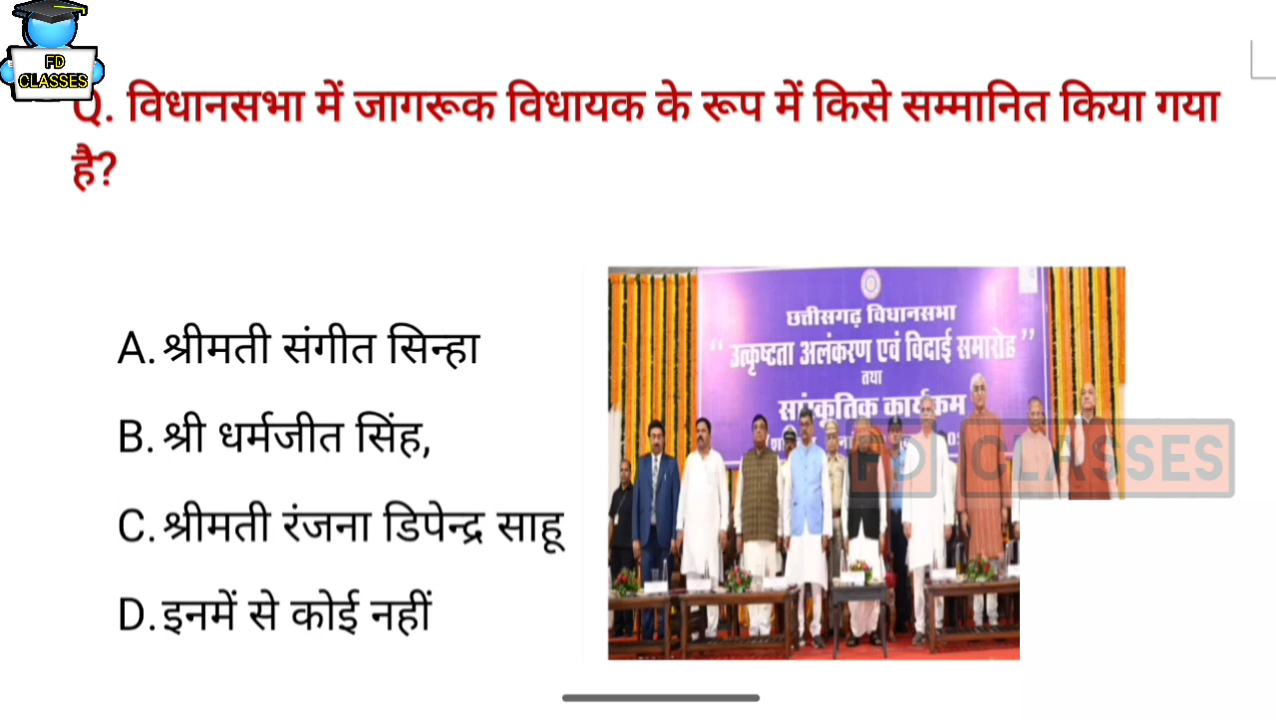 FD
CLASSES
Q. विधानसभा में जागरूक विधायक के रूप में किसे सम्मानित किया गया
है?
छत्तीसगढ़ विधानसभा
“ उत्कृष्टता अलंकरण एवं विदाई समारोह ”
तथा
सांस्कृतिक कार्यक्रम
A. श्रीमती संगीत सिन्हा
B. श्री धर्मजीत सिंह,
FD CLASSES
C. श्रीमती रंजना डिपेन्द्र साहू
D. इनमें से कोई नहीं